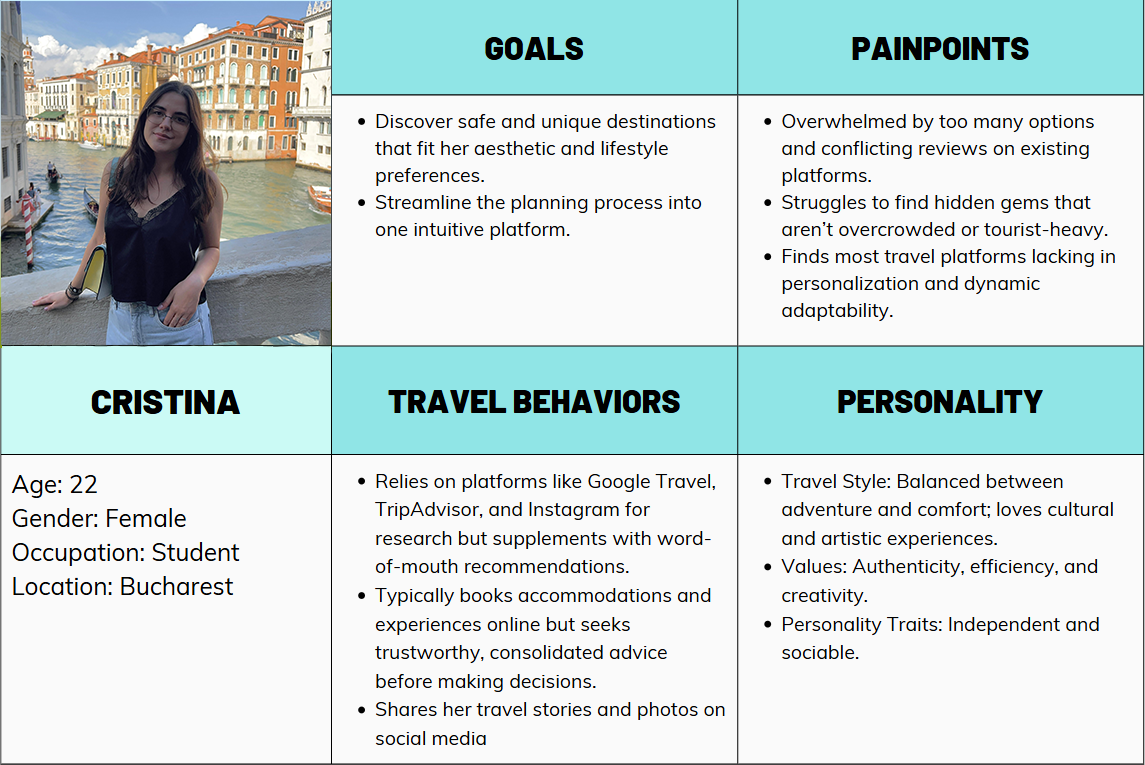 GOALS
Discover safe and unique destinations
that fit her aesthetic and lifestyle
preferences.
Streamline the planning process into
one intuitive platform.
PAINPOINTS
Overwhelmed by too many options
and conflicting reviews on existing
platforms.
Struggles to find hidden gems that
aren’t overcrowded or tourist-heavy.
Finds most travel platforms lacking in
personalization and dynamic
adaptability.
CRISTINA
Age: 22
Gender: Female
Occupation: Student
Location: Bucharest
TRAVEL BEHAVIORS
Relies on platforms like Google Travel,
TripAdvisor, and Instagram for
research but supplements with word-
of-mouth recommendations.
Typically books accommodations and
experiences online but seeks
trustworthy, consolidated advice
before making decisions.
Shares her travel stories and photos on
social media
PERSONALITY
Travel Style: Balanced between
adventure and comfort; loves cultural
and artistic experiences.
Values: Authenticity, efficiency, and
creativity.
Personality Traits: Independent and
sociable.